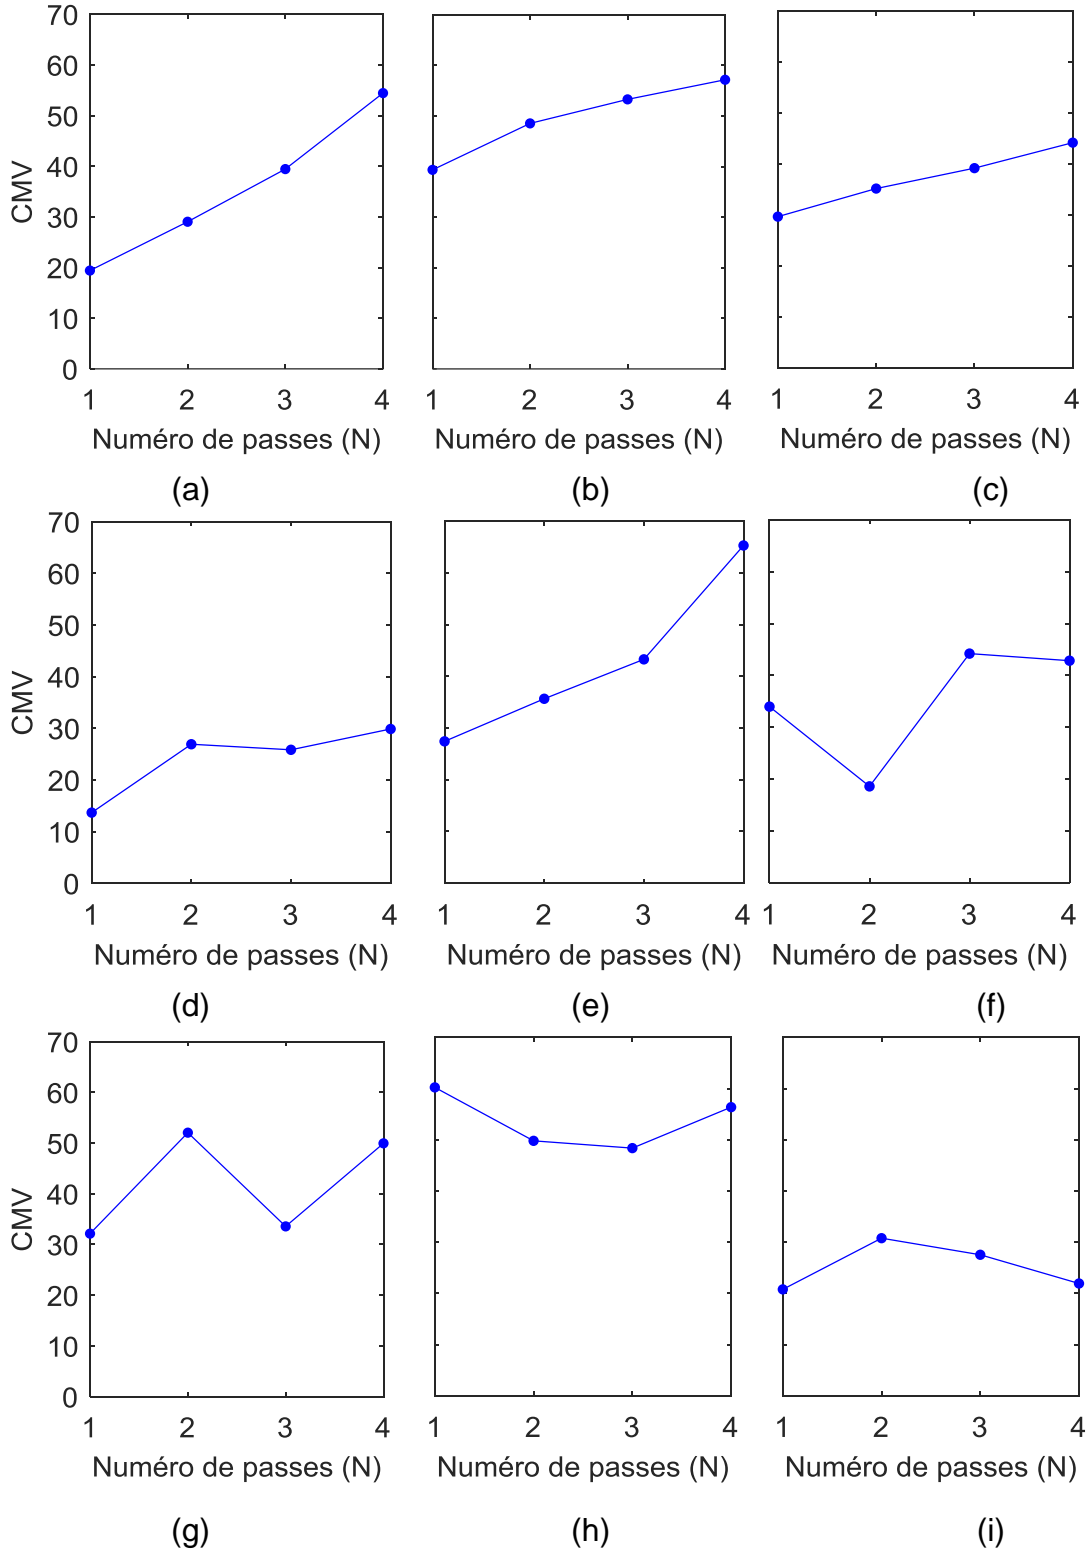 70
60
50
40
30
20
10
0
CMV
1 2 3 4
Numéro de passes (N)
(a)
1 2 3 4
Numéro de passes (N)
(b)
1 2 3 4
Numéro de passes (N)
(c)
70
60
50
40
30
20
10
0
CMV
1 2 3 4
Numéro de passes (N)
(d)
1 2 3 4
Numéro de passes (N)
(e)
1 2 3 4
Numéro de passes (N)
(f)
70
60
50
40
30
20
10
0
CMV
1 2 3 4
Numéro de passes (N)
(g)
1 2 3 4
Numéro de passes (N)
(h)
1 2 3 4
Numéro de passes (N)
(i)